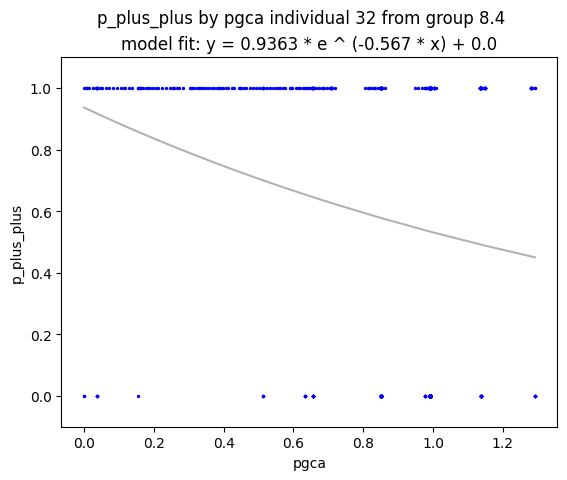 p_plus_plus by pgca individual 32 from group 8.4
model fit: y = 0.9363 * e ^ (-0.567 * x) + 0.0
1.0
0.8
0.6
0.4
0.2
0.0
p_plus_plus
0.0 0.2 0.4 0.6 0.8 1.0 1.2
pgca